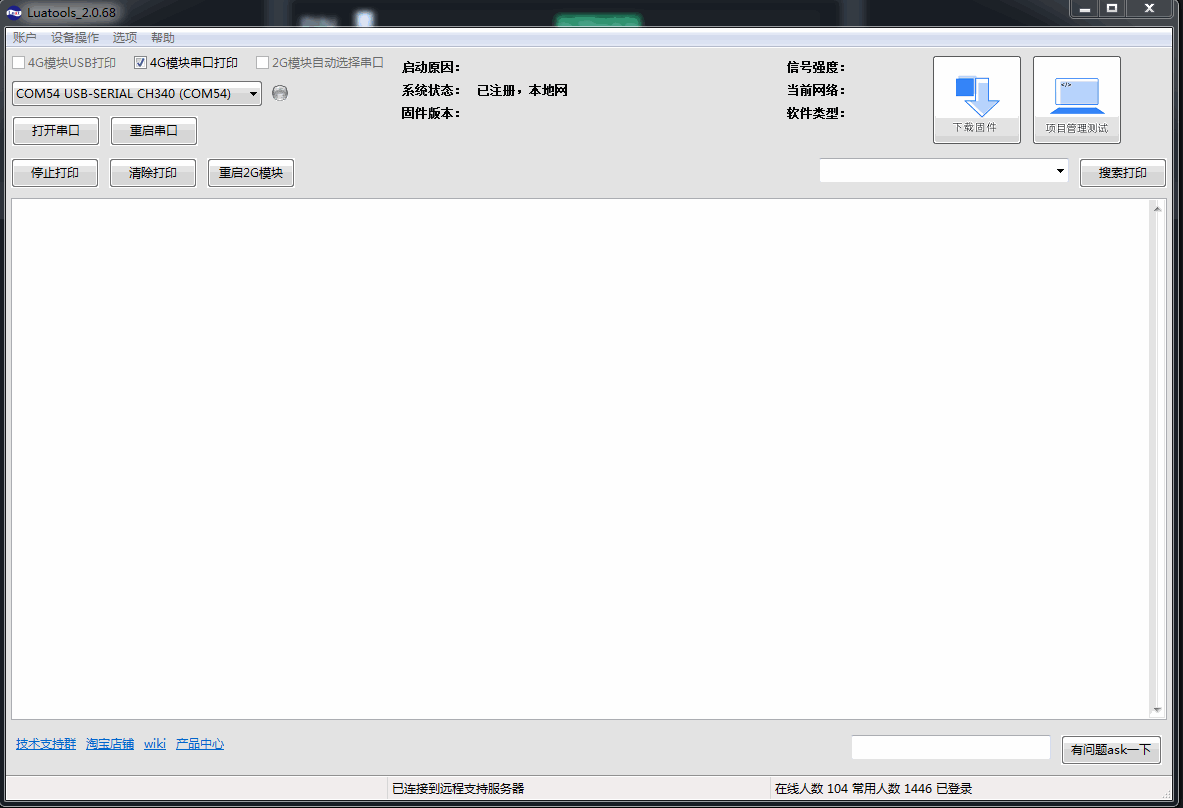 Luatools_2.0.68
账户 设备操作 选项 帮助
4G模块USB打印 4G模块串口打印 2G模块自动选择串口
启动原因：
信号强度：
COM54 USB-SERIAL CH340 (COM54)
系统状态： 已注册，本地网
当前网络：
固件版本：
软件类型：
下载固件
</>
项目管理测试
打开串口 重启串口
停止打印 清除打印 重启2G模块
搜索打印
技术支持群 淘宝店铺 wiki 产品中心
有问题ask一下
已连接到远程支持服务器
在线人数 104 常用人数 1446 已登录